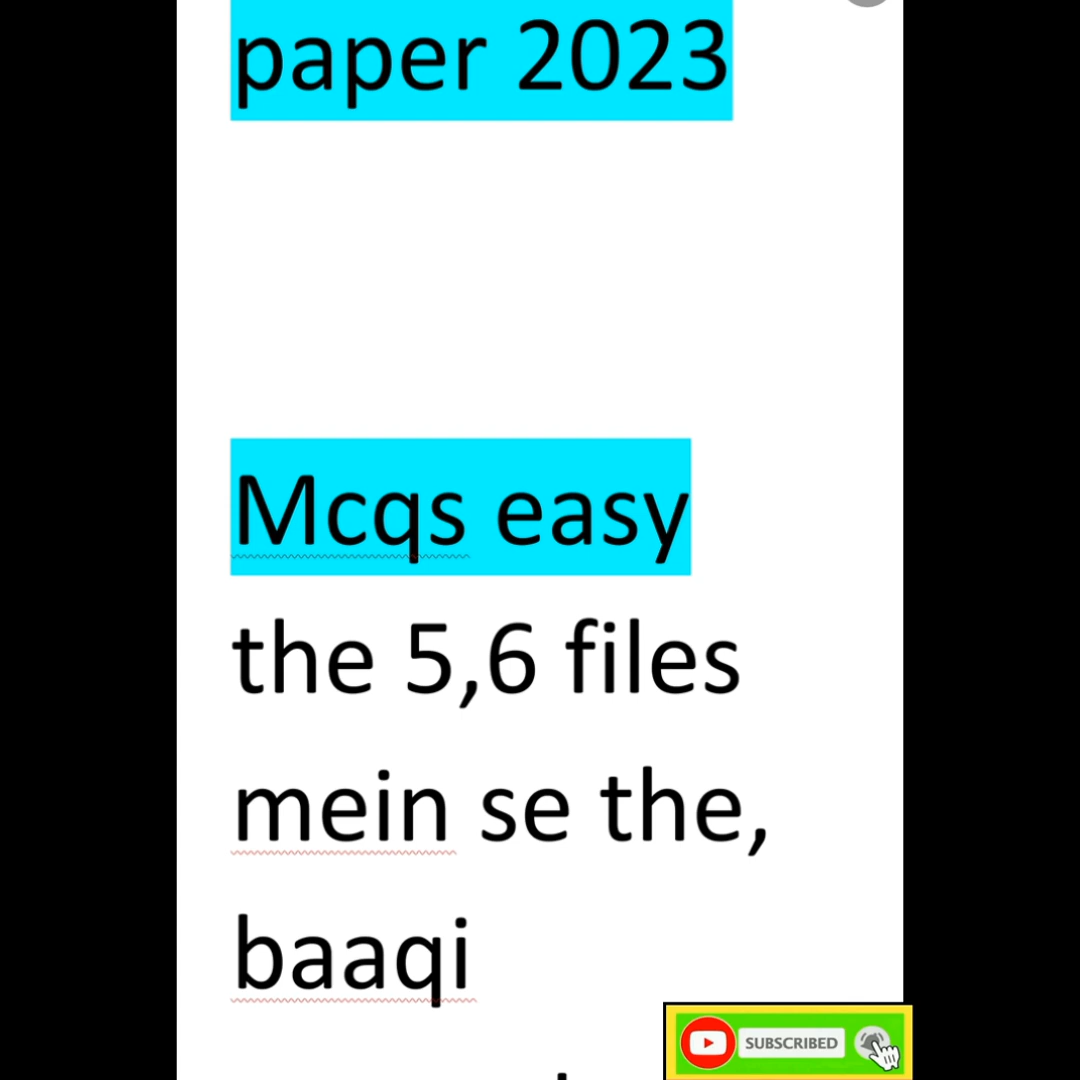 paper 2023
Mcqs easy
the 5,6 files
mein se the,
baaqi
SUBSCRIBED